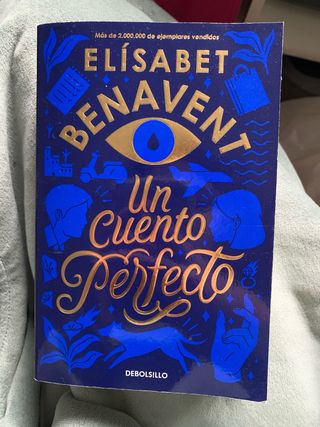 Más de 2.000.000 de ejemplares vendidos
ELÍSABET
BENAVENT
Un
Cuento
Perfecto
DEBOLSILLO